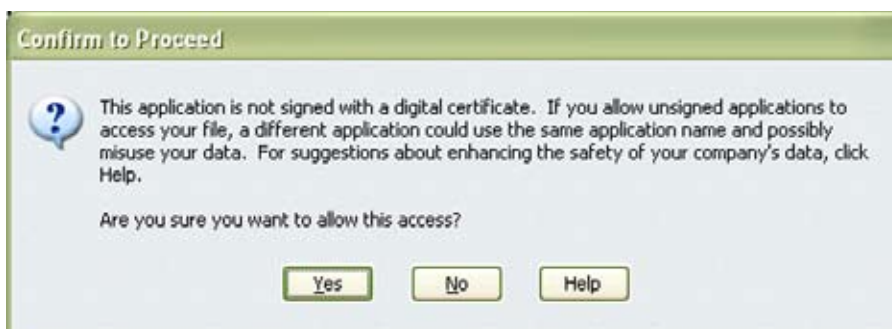 Confirm to Proceed
This application is not signed with a digital certificate.  If you allow unsigned applications to
access your file, a different application could use the same application name and possibly
misuse your data.  For suggestions about enhancing the safety of your company's data, click
Help.
Are you sure you want to allow this access?
Yes No Help